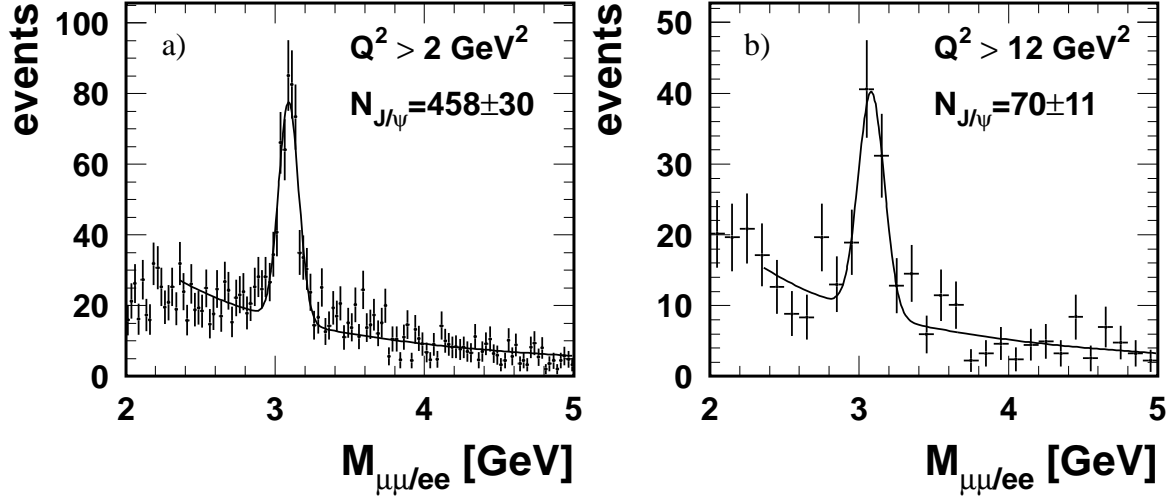 events
a)
Q² > 2 GeV²
N_J/ψ=458±30
100
80
60
40
20
0
2 3 4 5
M_μμ/ee [GeV]
events
b)
Q² > 12 GeV²
N_J/ψ=70±11
50
40
30
20
10
0
2 3 4 5
M_μμ/ee [GeV]